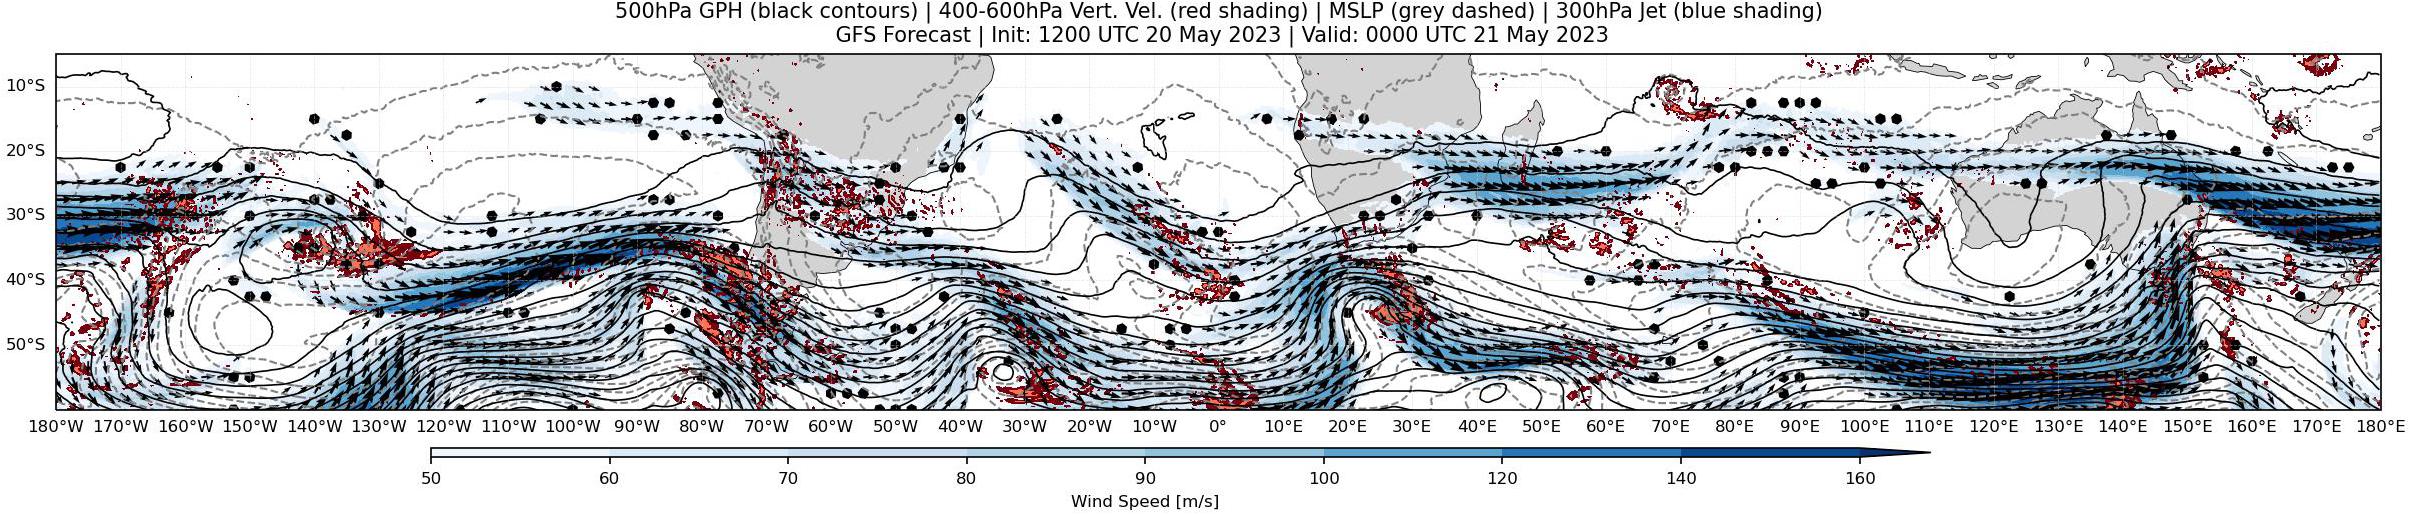 500hPa GPH (black contours) | 400-600hPa Vert. Vel. (red shading) | MSLP (grey dashed) | 300hPa Jet (blue shading)
GFS Forecast | Init: 1200 UTC 20 May 2023 | Valid: 0000 UTC 21 May 2023
10°S
20°S
30°S
40°S
50°S
180°W 170°W 160°W 150°W 140°W 130°W 120°W 110°W 100°W 90°W 80°W 70°W 60°W 50°W 40°W 30°W 20°W 10°W 0° 10°E 20°E 30°E 40°E 50°E 60°E 70°E 80°E 90°E 100°E 110°E 120°E 130°E 140°E 150°E 160°E 170°E 180°E
50 60 70 80 90 100 120 140 160
Wind Speed [m/s]